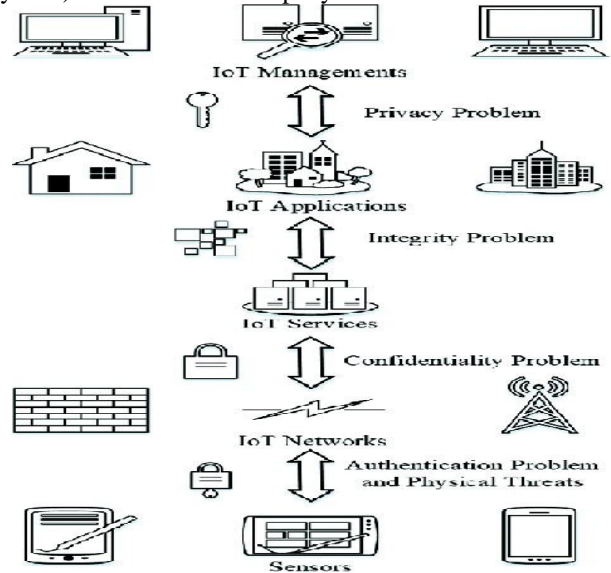 IoT Managements
Privacy Problem
IoT Applications
Integrity Problem
IoT Services
Confidentiality Problem
IoT Networks
Authentication Problem
and Physical Threats
Sensors